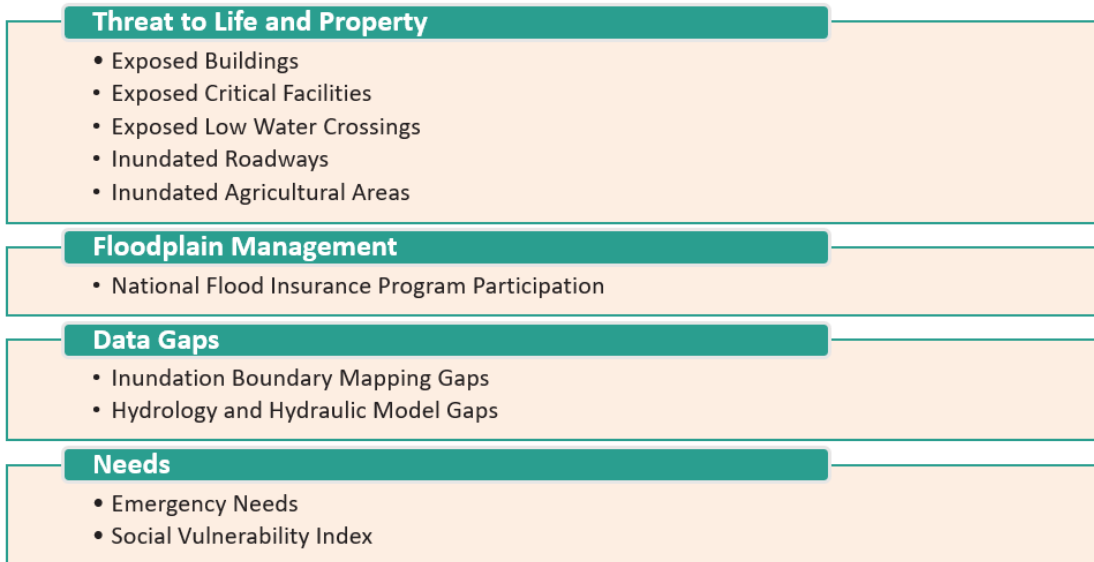 Threat to Life and Property
• Exposed Buildings
• Exposed Critical Facilities
• Exposed Low Water Crossings
• Inundated Roadways
• Inundated Agricultural Areas
Floodplain Management
• National Flood Insurance Program Participation
Data Gaps
• Inundation Boundary Mapping Gaps
• Hydrology and Hydraulic Model Gaps
Needs
• Emergency Needs
• Social Vulnerability Index